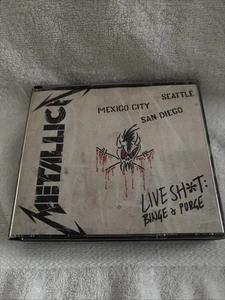 METALLICA
SEATTLE
MEXICO CITY
SAN DIEGO
LIVE SH*T:
BINGE & PURGE